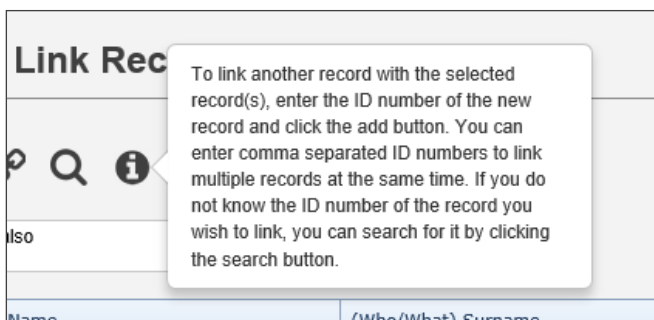 Link Rec
To link another record with the selected
record(s), enter the ID number of the new
record and click the add button. You can
enter comma separated ID numbers to link
multiple records at the same time. If you do
not know the ID number of the record you
wish to link, you can search for it by clicking
the search button.
also
Name
(Who/What) Surname